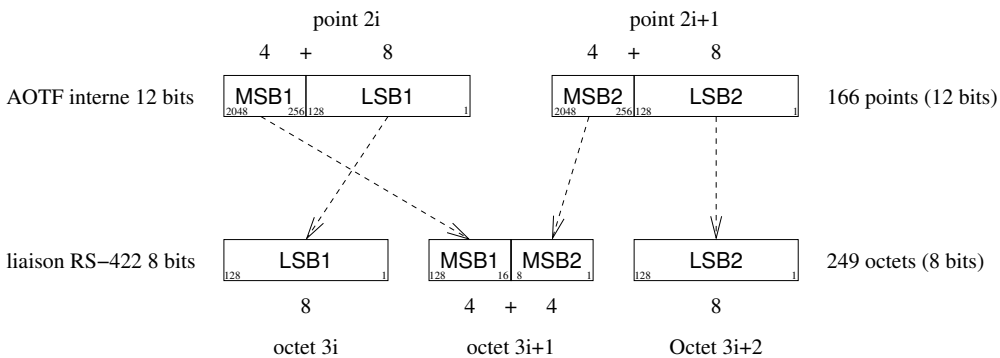 point 2i point 2i+1
4 + 8 4 + 8
AOTF interne 12 bits MSB1 LSB1 MSB2 LSB2 166 points (12 bits)
2048 256 128 1 2048 256 128 1
liaison RS−422 8 bits LSB1 MSB1 MSB2 LSB2 249 octets (8 bits)
128 1 128 16 8 1 128 1
8 4 + 4 8
octet 3i octet 3i+1 Octet 3i+2